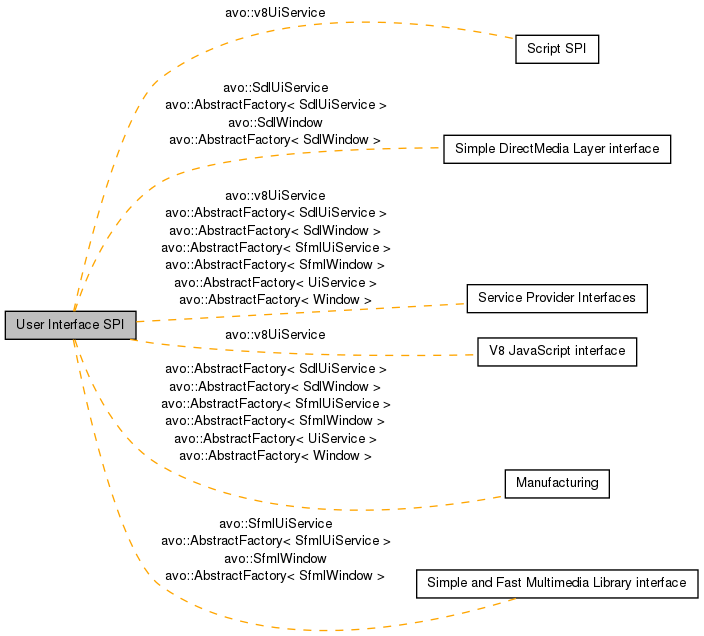 avo::v8UiService
Script SPI
avo::SdlUiService
avo::AbstractFactory< SdlUiService >
avo::SdlWindow
avo::AbstractFactory< SdlWindow >
Simple DirectMedia Layer interface
avo::v8UiService
avo::AbstractFactory< SdlUiService >
avo::AbstractFactory< SdlWindow >
avo::AbstractFactory< SfmlUiService >
avo::AbstractFactory< SfmlWindow >
avo::AbstractFactory< UiService >
avo::AbstractFactory< Window >
Service Provider Interfaces
User Interface SPI
avo::v8UiService
V8 JavaScript interface
avo::AbstractFactory< SdlUiService >
avo::AbstractFactory< SdlWindow >
avo::AbstractFactory< SfmlUiService >
avo::AbstractFactory< SfmlWindow >
avo::AbstractFactory< UiService >
avo::AbstractFactory< Window >
Manufacturing
avo::SfmlUiService
avo::AbstractFactory< SfmlUiService >
avo::SfmlWindow
avo::AbstractFactory< SfmlWindow >
Simple and Fast Multimedia Library interface